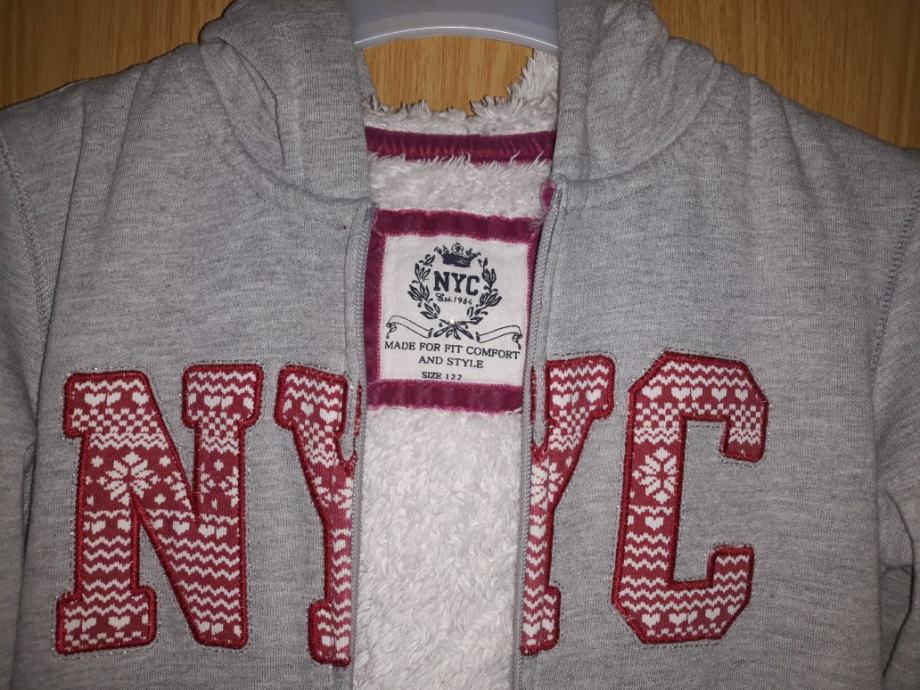 NYC
Est. 1984
MADE FOR FIT COMFORT
AND STYLE
SIZE 122
NYC